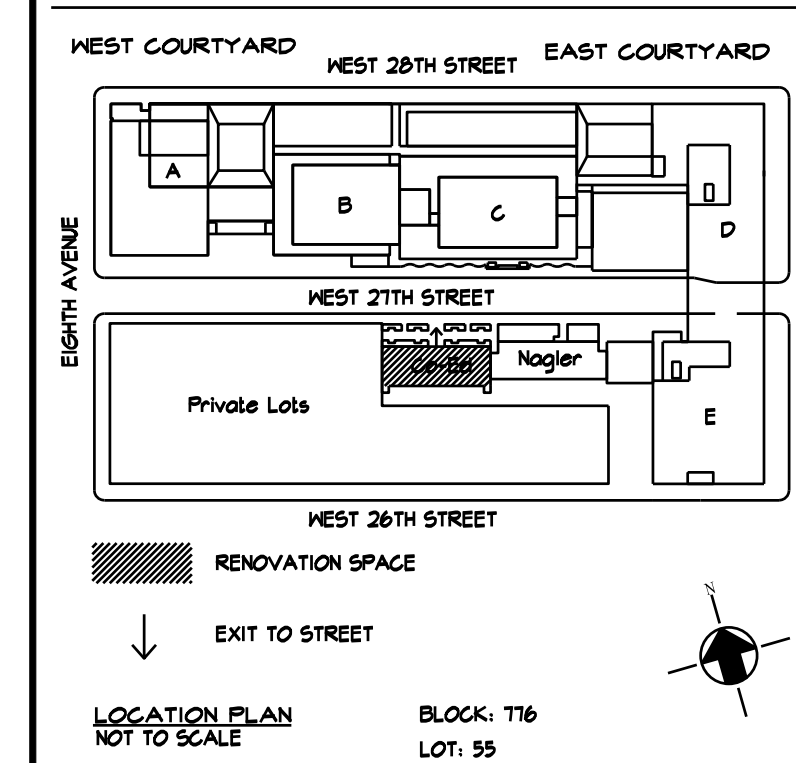 WEST COURTYARD
EAST COURTYARD
WEST 28TH STREET
A
B
C
D
EIGHTH AVENUE
WEST 27TH STREET
Co-Ed
Nagler
Private Lots
E
WEST 26TH STREET
RENOVATION SPACE
EXIT TO STREET
N
LOCATION PLAN
NOT TO SCALE
BLOCK: 776
LOT: 55